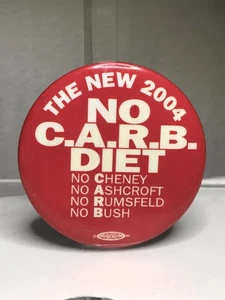 THE NEW 2004
NO
C.A.R.B.
DIET
NO CHENEY
NO ASHCROFT
NO RUMSFELD
NO BUSH